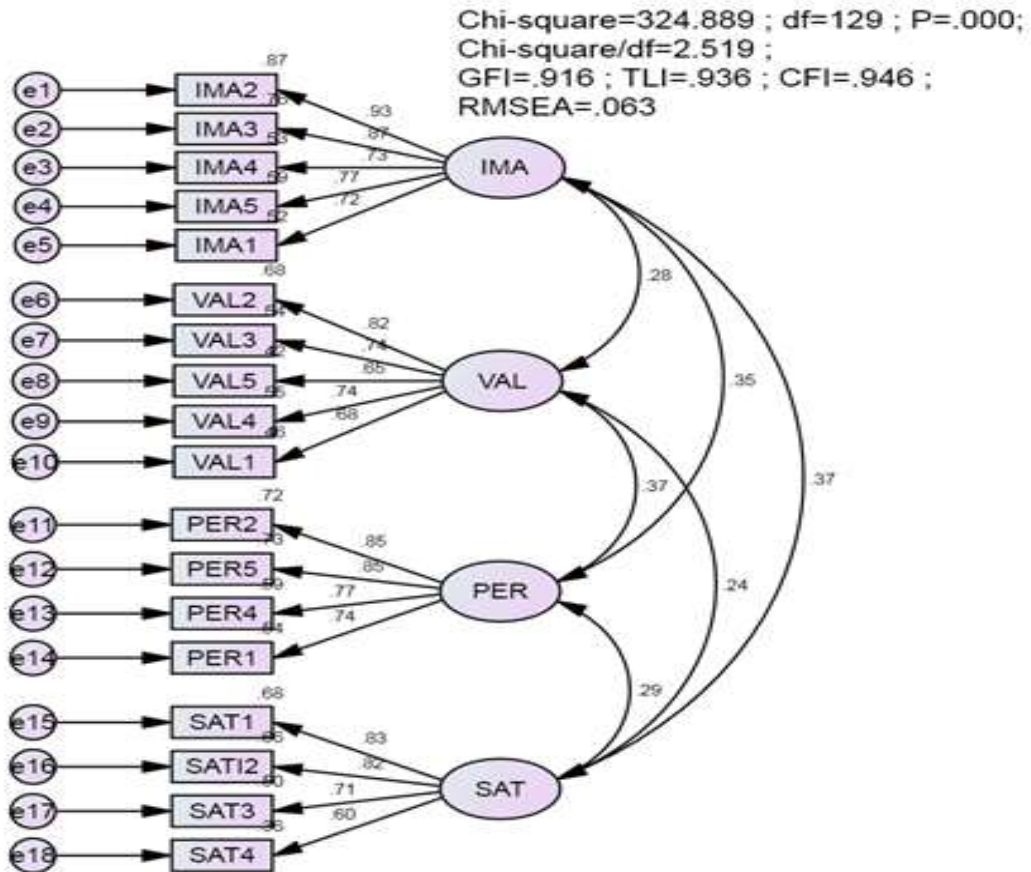 Chi-square=324.889 ; df=129 ; P=.000;
Chi-square/df=2.519 ;
GFI=.916 ; TLI=.936 ; CFI=.946 ;
RMSEA=.063
.87
e1 IMA2
.93
e2 IMA3
.87
IMA
e3 IMA4
.73
e4 IMA5
.77
.72
e5 IMA1
.28
.68
e6 VAL2
.82
e7 VAL3
.74
e8 VAL5
.65
VAL
.35
e9 VAL4
.74
.68
e10 VAL1
.37
.37
.72
e11 PER2
.85
e12 PER5
.85
PER
.24
e13 PER4
.77
.74
e14 PER1
.29
.68
e15 SAT1
.83
e16 SATI2
.82
SAT
e17 SAT3
.71
.60
e18 SAT4